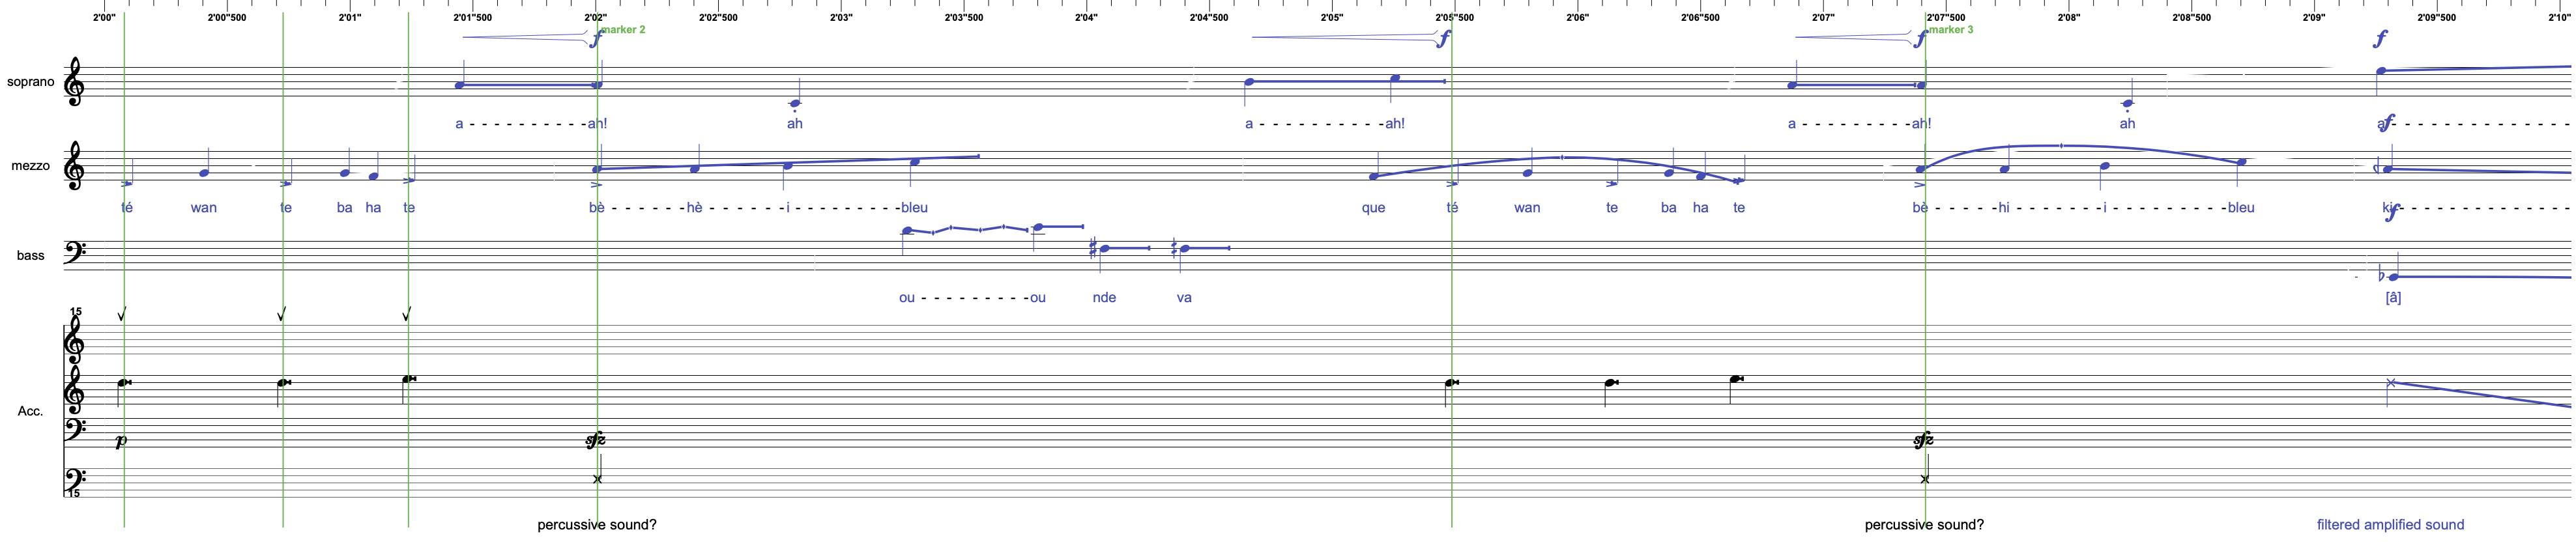 2'00" 2'00"500 2'01" 2'01"500 2'02" 2'02"500 2'03" 2'03"500 2'04" 2'04"500 2'05" 2'05"500 2'06" 2'06"500 2'07" 2'07"500 2'08" 2'08"500 2'09" 2'09"500 2'10"
f marker 2 f f marker 3 f
soprano
a - - - - - - - - - - ah! ah a - - - - - - - - - - ah! a - - - - - - - - - - ah! ah f - - - - - - - - - - - - - -
mezzo
té wan te ba ha te bè - - - - - - hè - - - - - - i - - - - - - - - bleu que té wan te ba ha te bè - - - - - hi - - - - - - i - - - - - - - - bleu f - - - - - - - - - - - - - -
bass
ou - - - - - - - - - ou nde va [â]
15
Acc.
p sfz sfz
15
percussive sound? percussive sound? filtered amplified sound